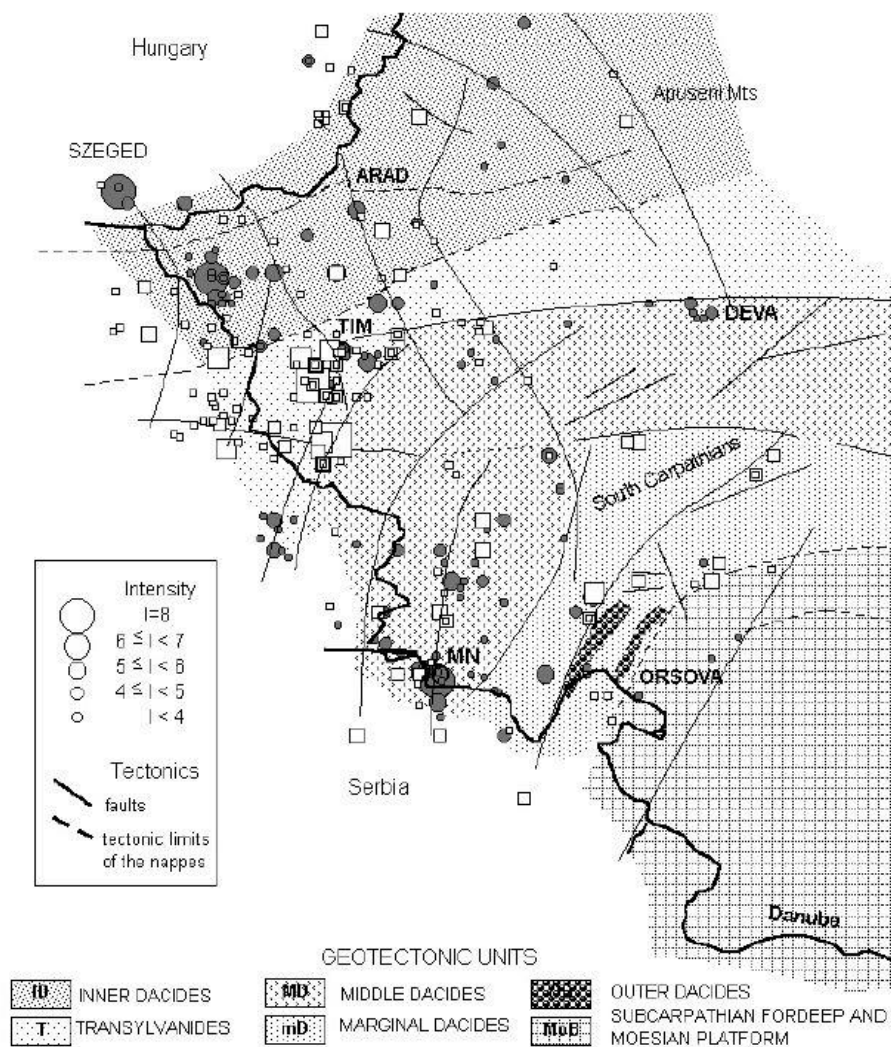 Hungary
Apuseni Mts
SZEGED
ARAD
TIM
DEVA
South Carpathians
MN
ORSOVA
Serbia
Danube
Intensity
I=8
6 ≤ I < 7
5 ≤ I < 6
4 ≤ I < 5
I < 4
Tectonics
faults
tectonic limits
of the nappes
GEOTECTONIC UNITS
ID INNER DACIDES
MD MIDDLE DACIDES
OUTER DACIDES
T TRANSYLVANIDES
mD MARGINAL DACIDES
SUBCARPATHIAN FORDEEP AND
MOESIAN PLATFORM